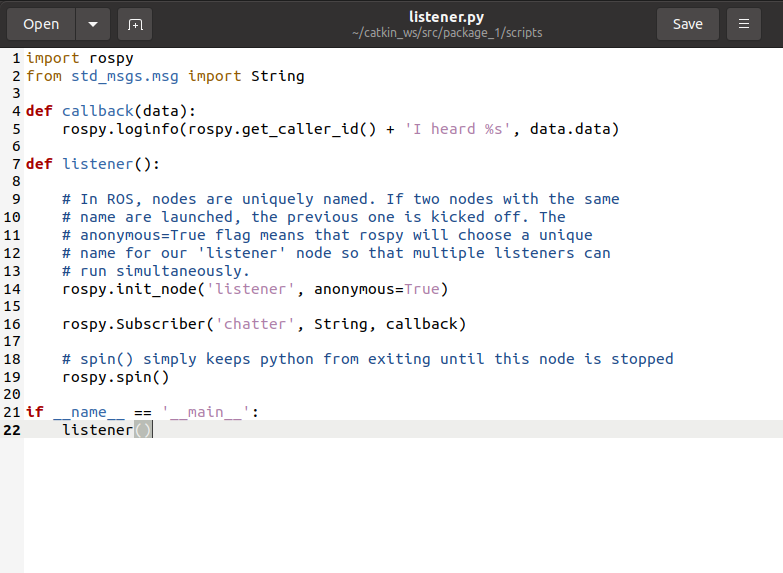 Open
listener.py
~/catkin_ws/src/package_1/scripts
Save
1 import rospy
2 from std_msgs.msg import String
3
4 def callback(data):
5     rospy.loginfo(rospy.get_caller_id() + 'I heard %s', data.data)
6
7 def listener():
8
9     # In ROS, nodes are uniquely named. If two nodes with the same
10     # name are launched, the previous one is kicked off. The
11     # anonymous=True flag means that rospy will choose a unique
12     # name for our 'listener' node so that multiple listeners can
13     # run simultaneously.
14     rospy.init_node('listener', anonymous=True)
15
16     rospy.Subscriber('chatter', String, callback)
17
18     # spin() simply keeps python from exiting until this node is stopped
19     rospy.spin()
20
21 if __name__ == '__main__':
22     listener()